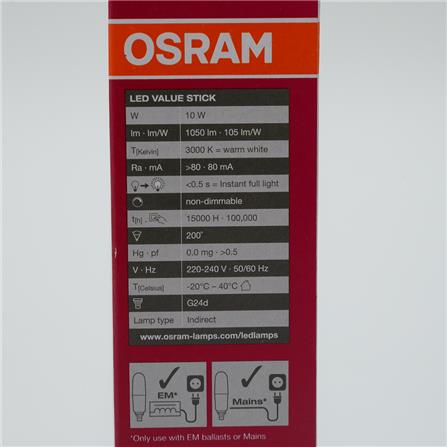 OSRAM
LED VALUE STICK
W 10 W
lm · lm/W 1050 lm · 105 lm/W
T[Kelvin] 3000 K = warm white
Ra · mA >80 · 80 mA
<0.5 s = Instant full light
non-dimmable
t[h] · 15000 H · 100,000
200°
Hg · pf 0.0 mg · >0.5
V · Hz 220-240 V · 50/60 Hz
T[Celsius] -20°C – 40°C
G24d
Lamp type Indirect
www.osram-lamps.com/ledlamps
EM* Mains*
*Only use with EM ballasts or Mains